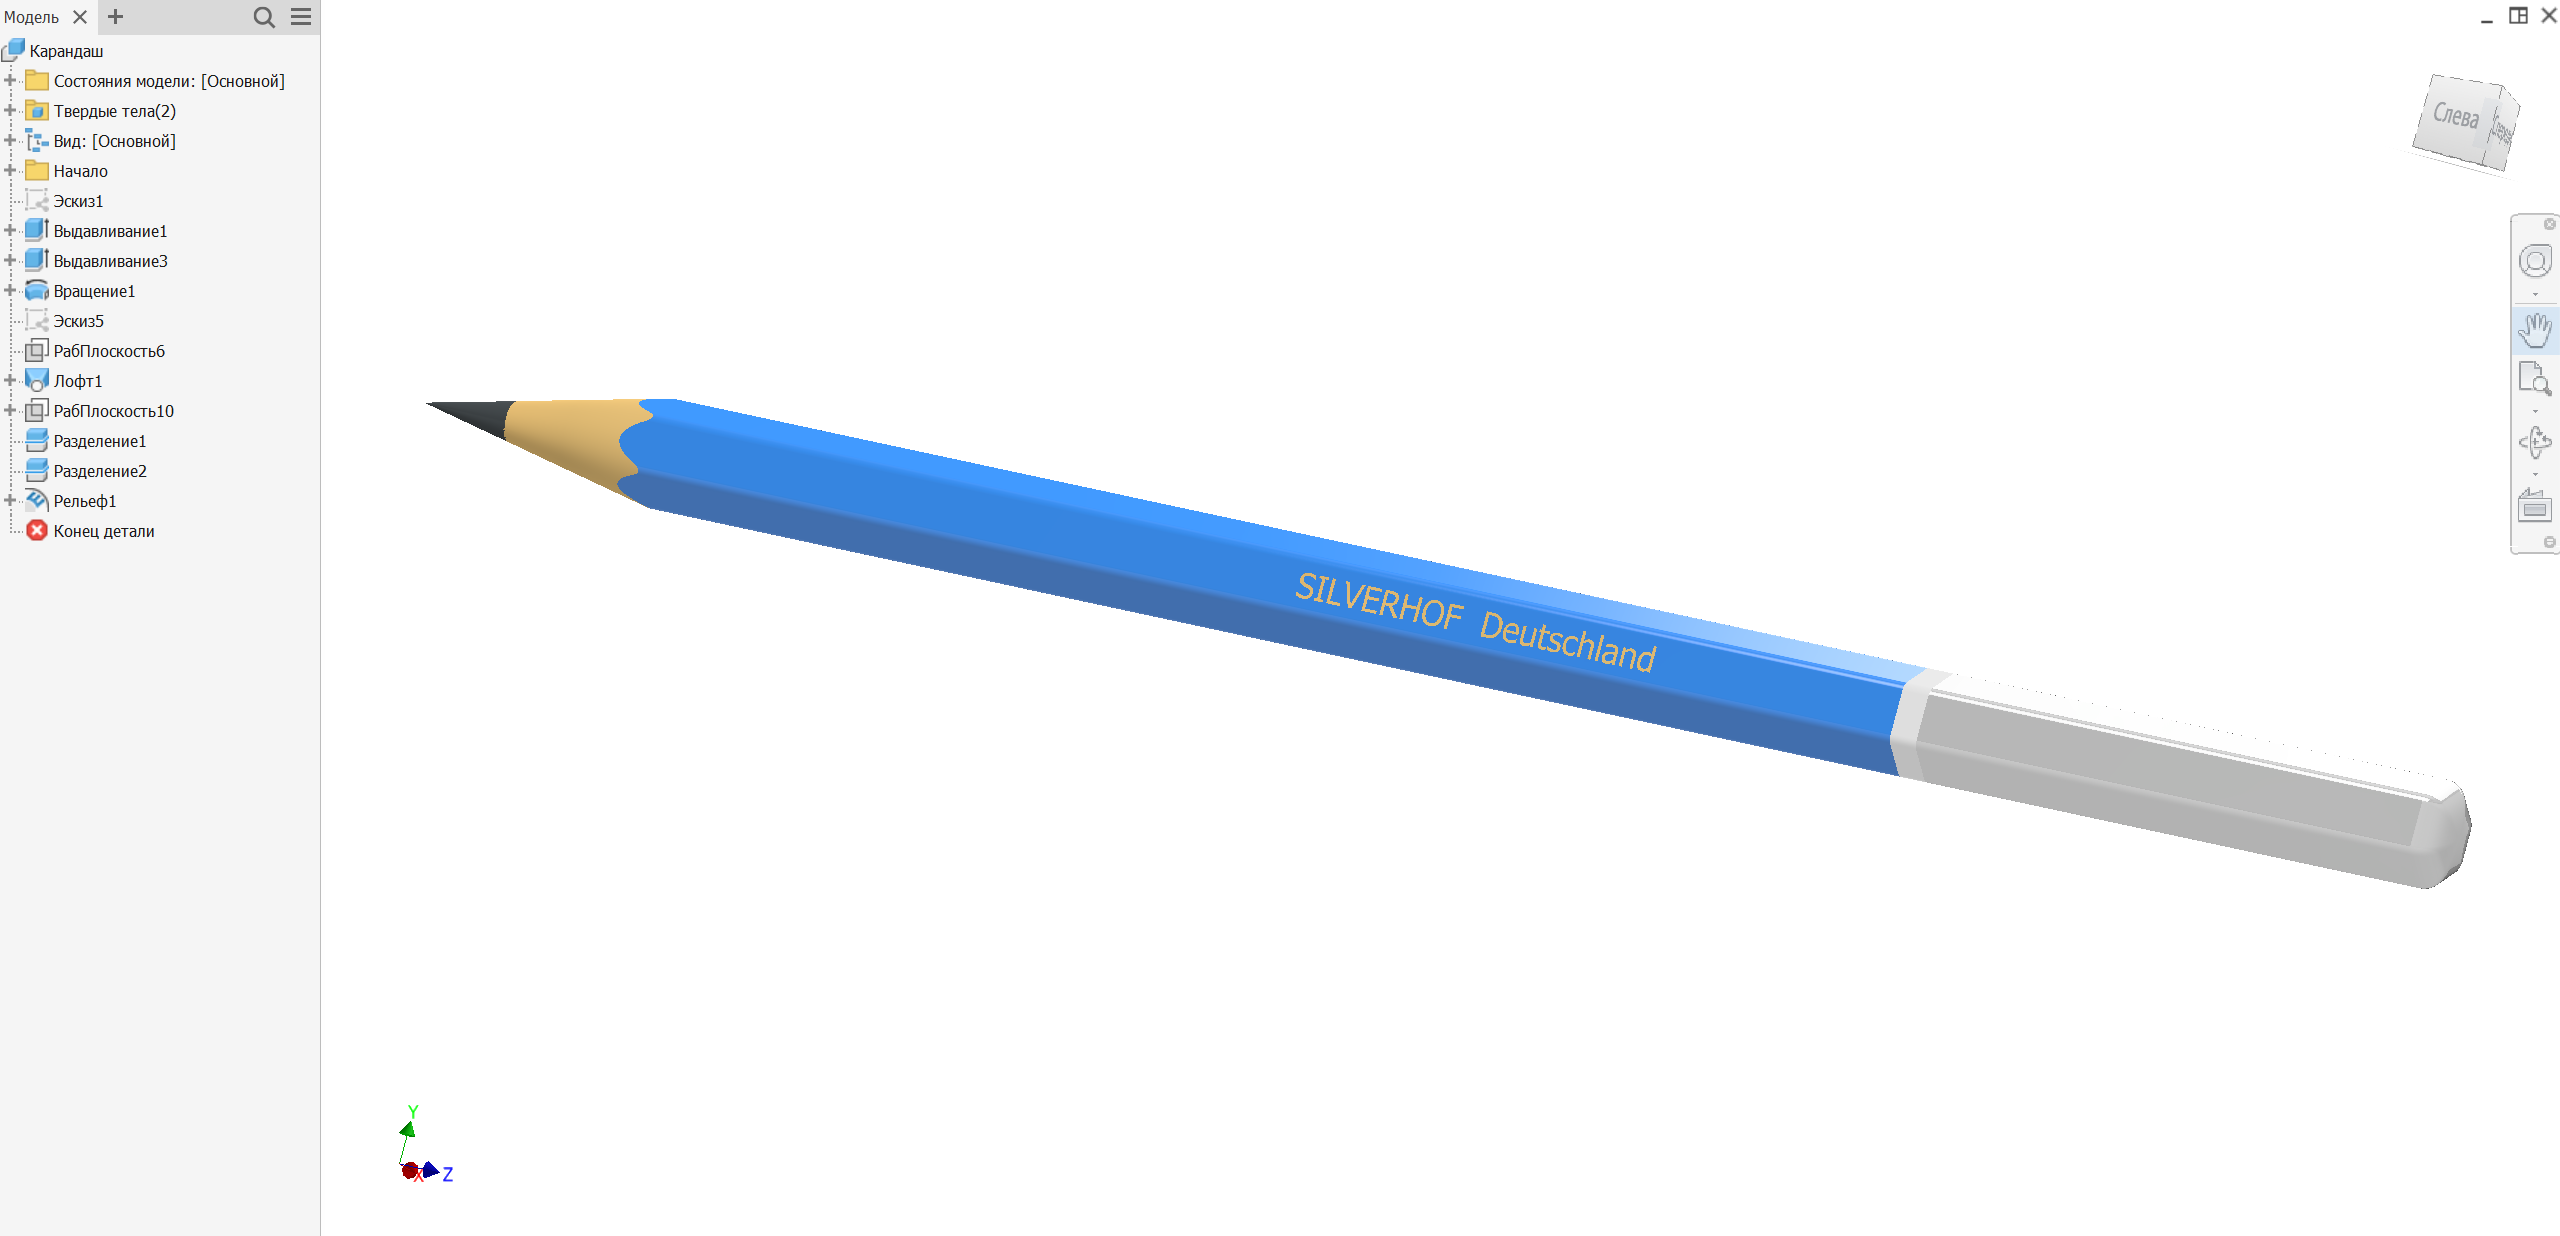 Модель
Карандаш
Состояния модели: [Основной]
Твердые тела(2)
Вид: [Основной]
Начало
Эскиз1
Выдавливание1
Выдавливание3
Вращение1
Эскиз5
РабПлоскость6
Лофт1
РабПлоскость10
Разделение1
Разделение2
Рельеф1
Конец детали
Слева
SILVERHOF Deutschland
Y
X
Z